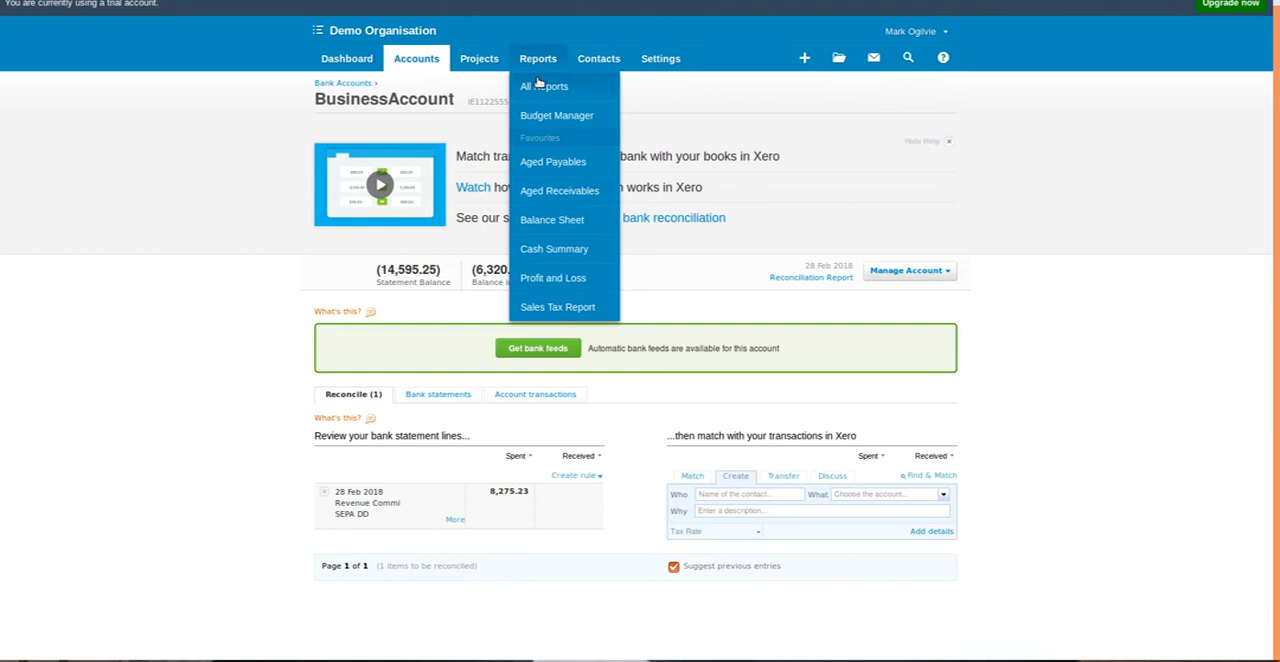 You are currently using a trial account.
Upgrade now
Demo Organisation
Mark Ogilvie
Dashboard Accounts Projects Reports Contacts Settings
Bank Accounts ›
BusinessAccount IE1122555
All Reports
Budget Manager
Favourites
Aged Payables
Aged Receivables
Balance Sheet
Cash Summary
Profit and Loss
Sales Tax Report
Hide Help
Match bank with your books in Xero
Watch works in Xero
See our bank reconciliation
(14,595.25) (6,320.
Statement Balance Balance
28 Feb 2018
Reconciliation Report
Manage Account
What's this?
Get bank feeds Automatic bank feeds are available for this account
Reconcile (1) Bank statements Account transactions
What's this?
Review your bank statement lines...
...then match with your transactions in Xero
Spent Received
Spent Received
Create rule
Match Create Transfer Discuss Find & Match
28 Feb 2018 8,275.23
Revenue Commi
SEPA DD
More
Who Name of the contact... What Choose the account...
Why Enter a description...
Tax Rate Add details
Page 1 of 1 (1 items to be reconciled)
Suggest previous entries